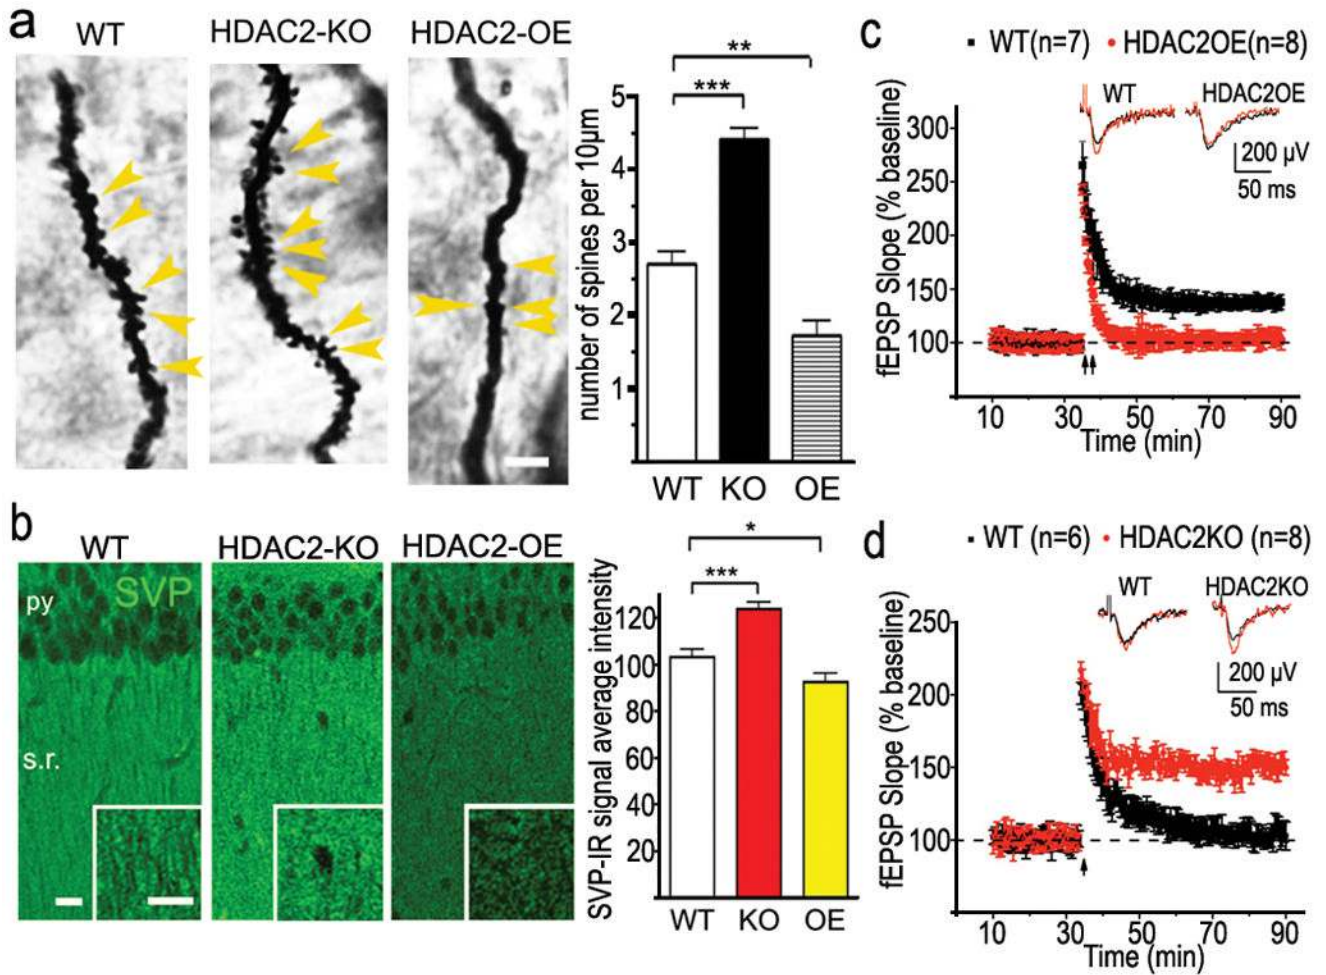 a
WT
HDAC2-KO
HDAC2-OE
number of spines per 10µm
5
4
3
2
1
**
***
WT KO OE
b
WT
HDAC2-KO
HDAC2-OE
py
SVP
s.r.
SVP-IR signal average intensity
120
100
80
60
40
20
*
***
WT KO OE
c
WT(n=7) HDAC2OE(n=8)
WT HDAC2OE
200 µV
50 ms
fEPSP Slope (% baseline)
300
250
200
150
100
10 30 50 70 90
Time (min)
d
WT (n=6) HDAC2KO (n=8)
WT HDAC2KO
200 µV
50 ms
fEPSP Slope (% baseline)
250
200
150
100
10 30 50 70 90
Time (min)